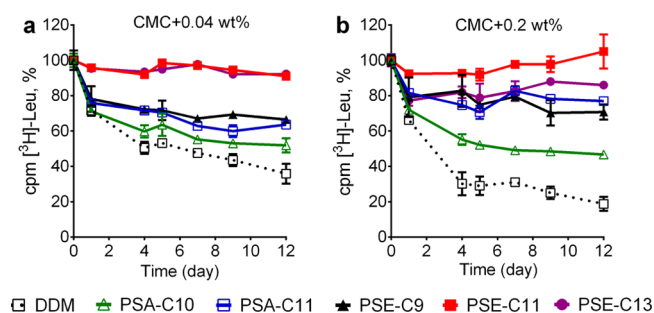 a
CMC+0.04 wt%
cpm [³H]-Leu, %
120
100
80
60
40
20
0
0 2 4 6 8 10 12
Time (day)
b
CMC+0.2 wt%
cpm [³H]-Leu, %
120
100
80
60
40
20
0
0 2 4 6 8 10 12
Time (day)
DDM PSA-C10 PSA-C11 PSE-C9 PSE-C11 PSE-C13